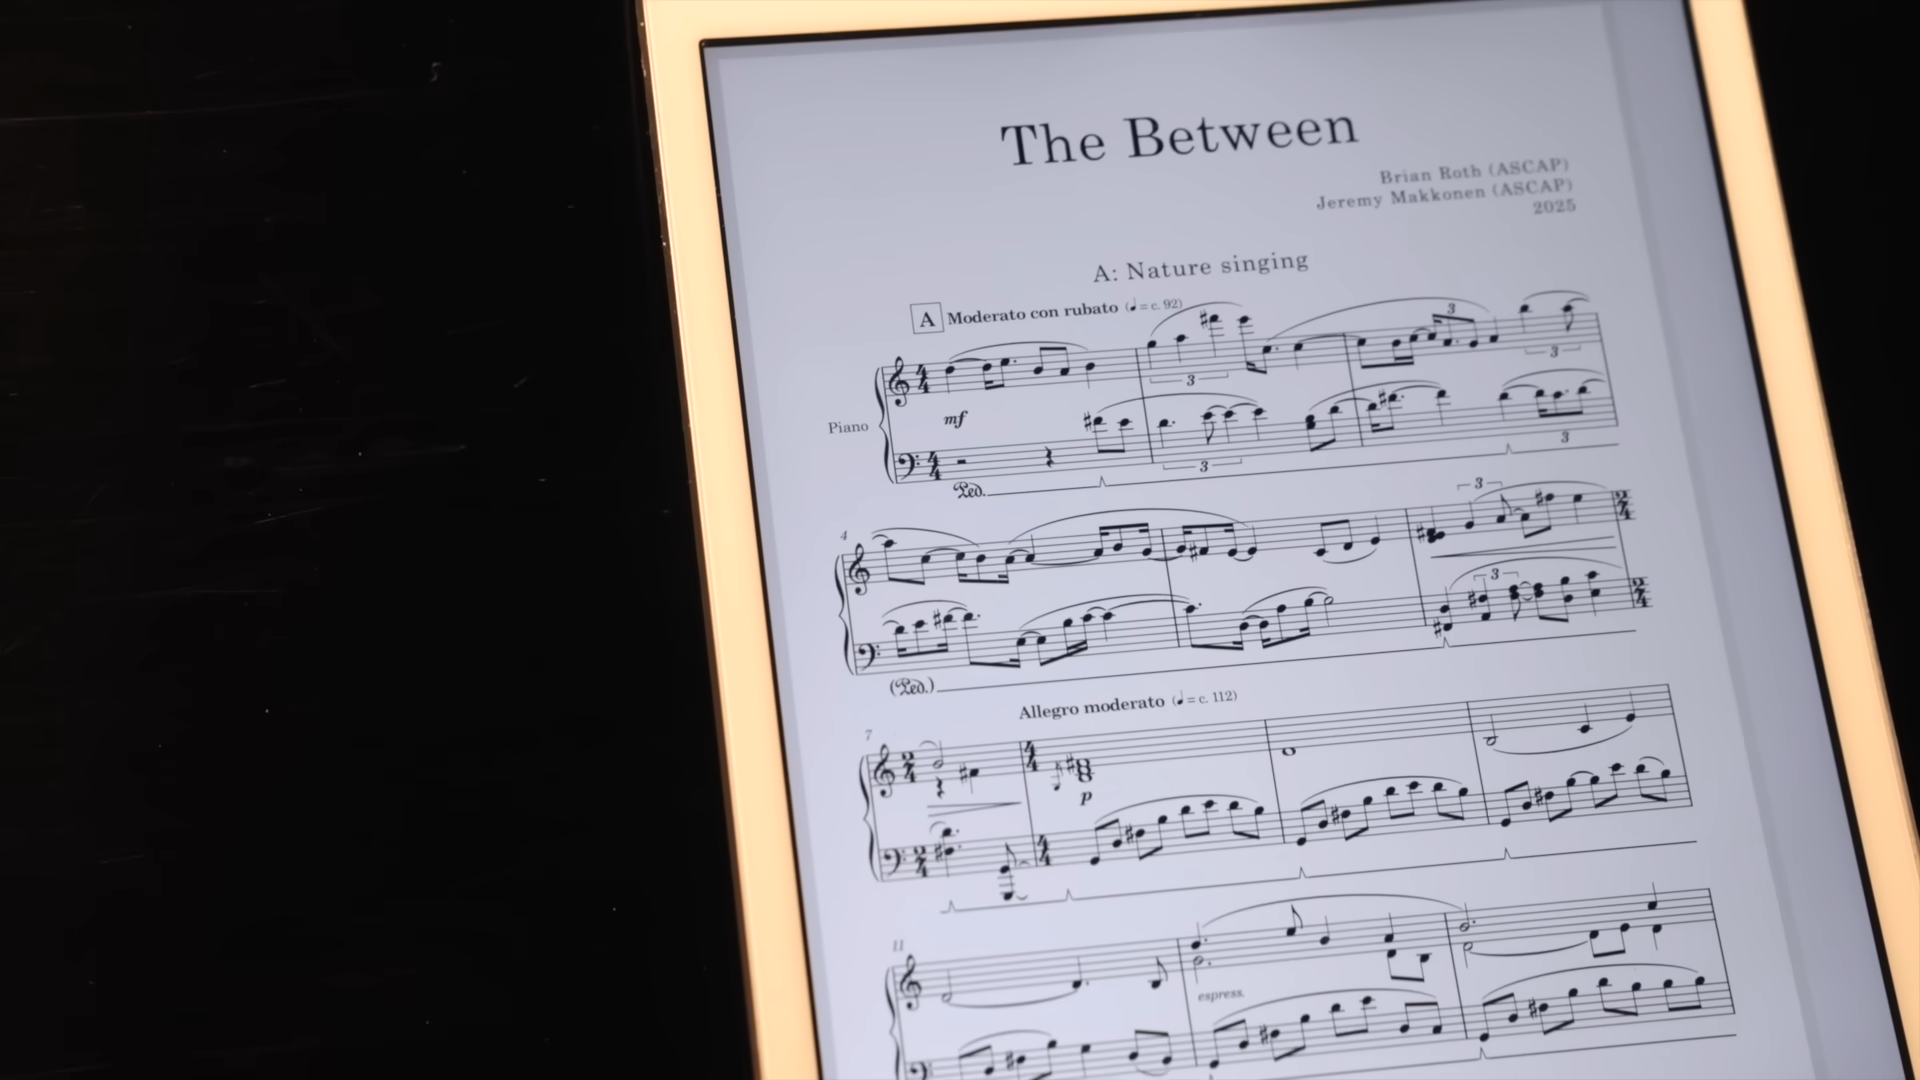 The Between
Brian Roth (ASCAP)
Jeremy Makkonen (ASCAP)
2025
A: Nature singing
A Moderato con rubato (♩ = c. 92)
3
3
3
Piano
mf
3
3
Ped.
4
3
3
(Ped.)
Allegro moderato (♩ = c. 112)
7
p
11
espress.